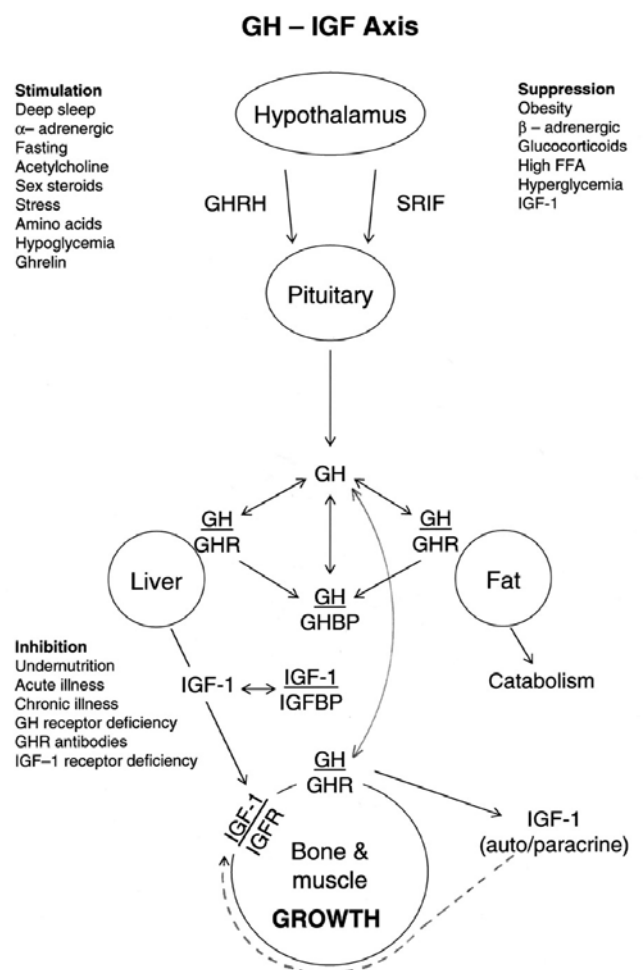 GH – IGF Axis
Stimulation
Deep sleep
α– adrenergic
Fasting
Acetylcholine
Sex steroids
Stress
Amino acids
Hypoglycemia
Ghrelin
Hypothalamus
Suppression
Obesity
β – adrenergic
Glucocorticoids
High FFA
Hyperglycemia
IGF-1
GHRH
SRIF
Pituitary
GH
GH
GHR
GH
GHR
Liver
GH
GHBP
Fat
Inhibition
Undernutrition
Acute illness
Chronic illness
GH receptor deficiency
GHR antibodies
IGF–1 receptor deficiency
IGF-1
IGF-1
IGFBP
Catabolism
GH
GHR
IGF-1
IGFR
IGF-1
(auto/paracrine)
Bone &
muscle
GROWTH